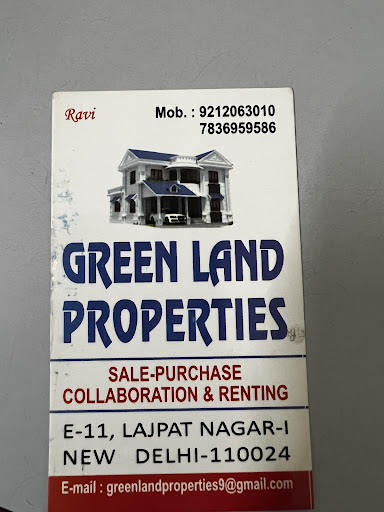 Ravi
Mob. : 9212063010
7836959586
GREEN LAND
PROPERTIES
SALE-PURCHASE
COLLABORATION & RENTING
E-11, LAJPAT NAGAR-I
NEW DELHI-110024
E-mail : greenlandproperties9@gmail.com